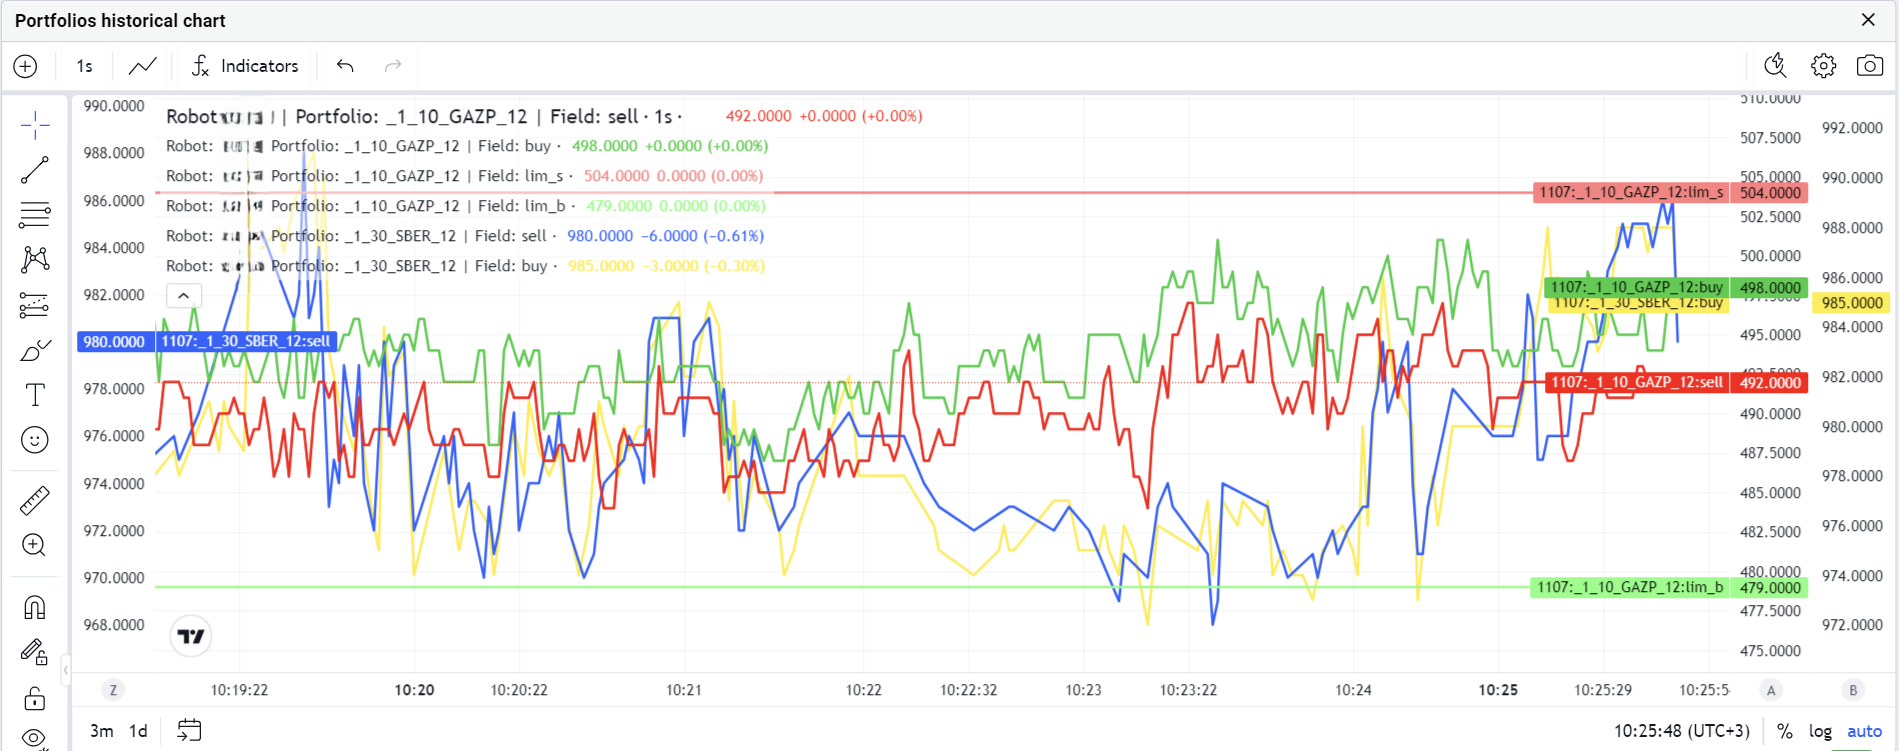 Portfolios historical chart
1s Indicators
Robot | Portfolio: _1_10_GAZP_12 | Field: sell · 1s · 492.0000 +0.0000 (+0.00%)
Robot: Portfolio: _1_10_GAZP_12 | Field: buy · 498.0000 +0.0000 (+0.00%)
Robot: Portfolio: _1_10_GAZP_12 | Field: lim_s · 504.0000 0.0000 (0.00%)
Robot: Portfolio: _1_10_GAZP_12 | Field: lim_b · 479.0000 0.0000 (0.00%)
Robot: Portfolio: _1_30_SBER_12 | Field: sell · 980.0000 −6.0000 (−0.61%)
Robot: Portfolio: _1_30_SBER_12 | Field: buy · 985.0000 −3.0000 (−0.30%)
990.0000
988.0000
986.0000
984.0000
982.0000
980.0000 1107:_1_30_SBER_12:sell
978.0000
976.0000
974.0000
972.0000
970.0000
968.0000
1107:_1_10_GAZP_12:lim_s 504.0000
1107:_1_10_GAZP_12:buy 498.0000
1107:_1_30_SBER_12:buy 985.0000
1107:_1_10_GAZP_12:sell 492.0000
1107:_1_10_GAZP_12:lim_b 479.0000
510.0000
507.5000
505.0000
502.5000
500.0000
495.0000
490.0000
487.5000
485.0000
482.5000
480.0000
477.5000
475.0000
992.0000
990.0000
988.0000
986.0000
984.0000
982.0000
980.0000
978.0000
976.0000
974.0000
972.0000
Z 10:19:22 10:20 10:20:22 10:21 10:22 10:22:32 10:23 10:23:22 10:24 10:25 10:25:29 10:25:5 A B
3m 1d 10:25:48 (UTC+3) % log auto